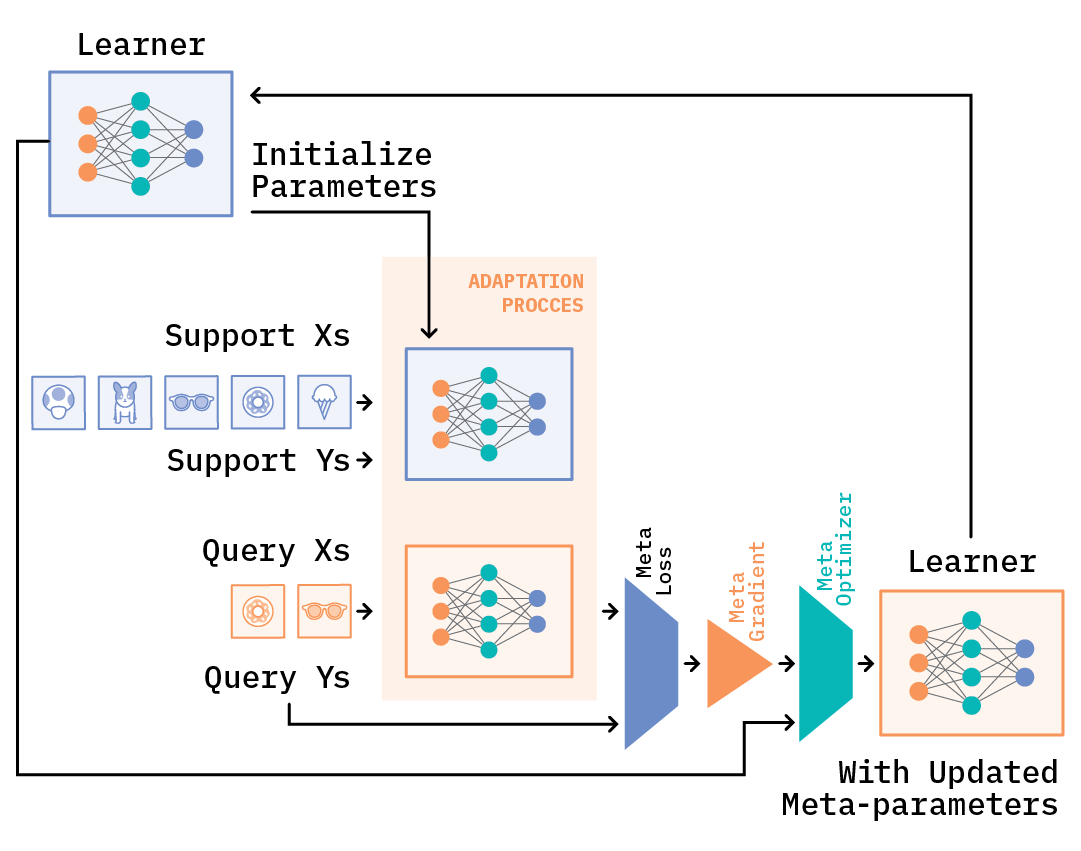 Learner
Initialize
Parameters
ADAPTATION
PROCCES
Support Xs
Support Ys
Query Xs
Query Ys
Meta
Loss
Meta
Gradient
Meta
Optimizer
Learner
With Updated
Meta-parameters